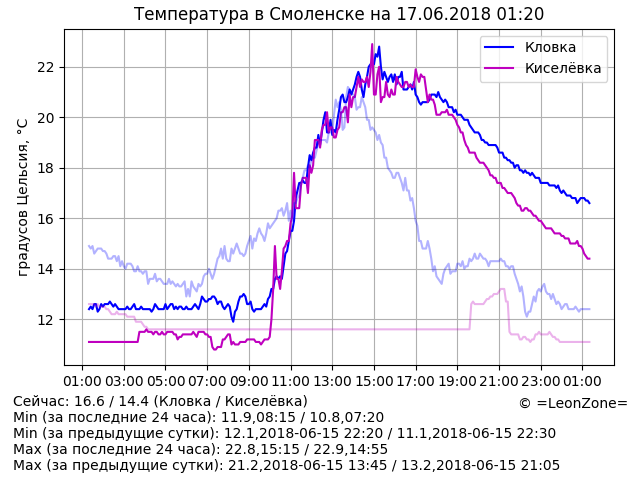 Температура в Смоленске на 17.06.2018 01:20
Кловка
Киселёвка
градусов Цельсия, °C
22
20
18
16
14
12
01:00 03:00 05:00 07:00 09:00 11:00 13:00 15:00 17:00 19:00 21:00 23:00 01:00
Сейчас: 16.6 / 14.4 (Кловка / Киселёвка)
© =LeonZone=
Min (за последние 24 часа): 11.9,08:15 / 10.8,07:20
Min (за предыдущие сутки): 12.1,2018-06-15 22:20 / 11.1,2018-06-15 22:30
Max (за последние 24 часа): 22.8,15:15 / 22.9,14:55
Max (за предыдущие сутки): 21.2,2018-06-15 13:45 / 13.2,2018-06-15 21:05